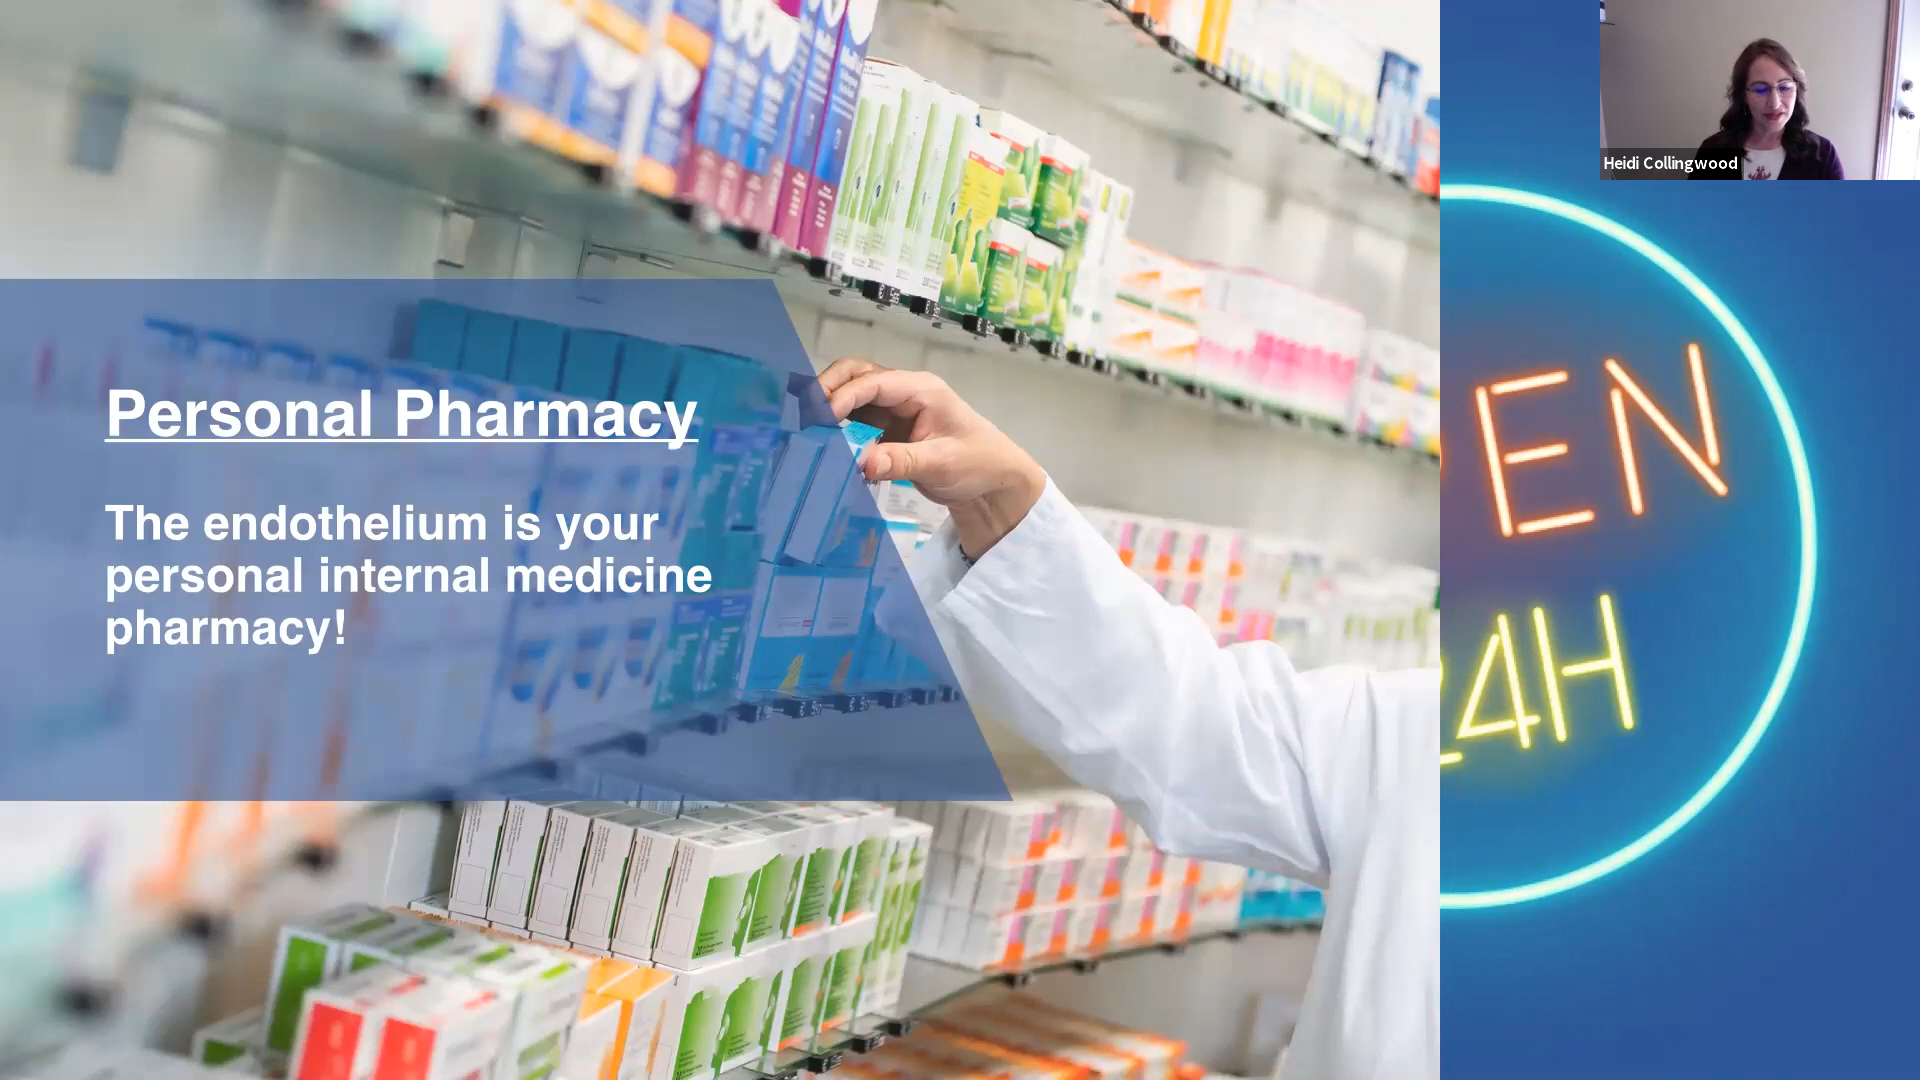 Personal Pharmacy
The endothelium is your
personal internal medicine
pharmacy!
Heidi Collingwood
EN
24H